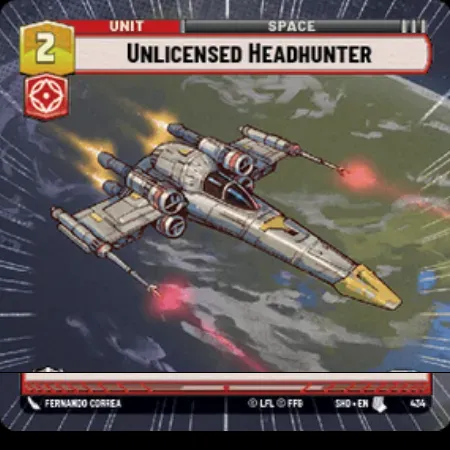 UNIT SPACE
2
UNLICENSED HEADHUNTER
FERNANDO CORREA © LFL ⓟ FFG SHD • EN 434